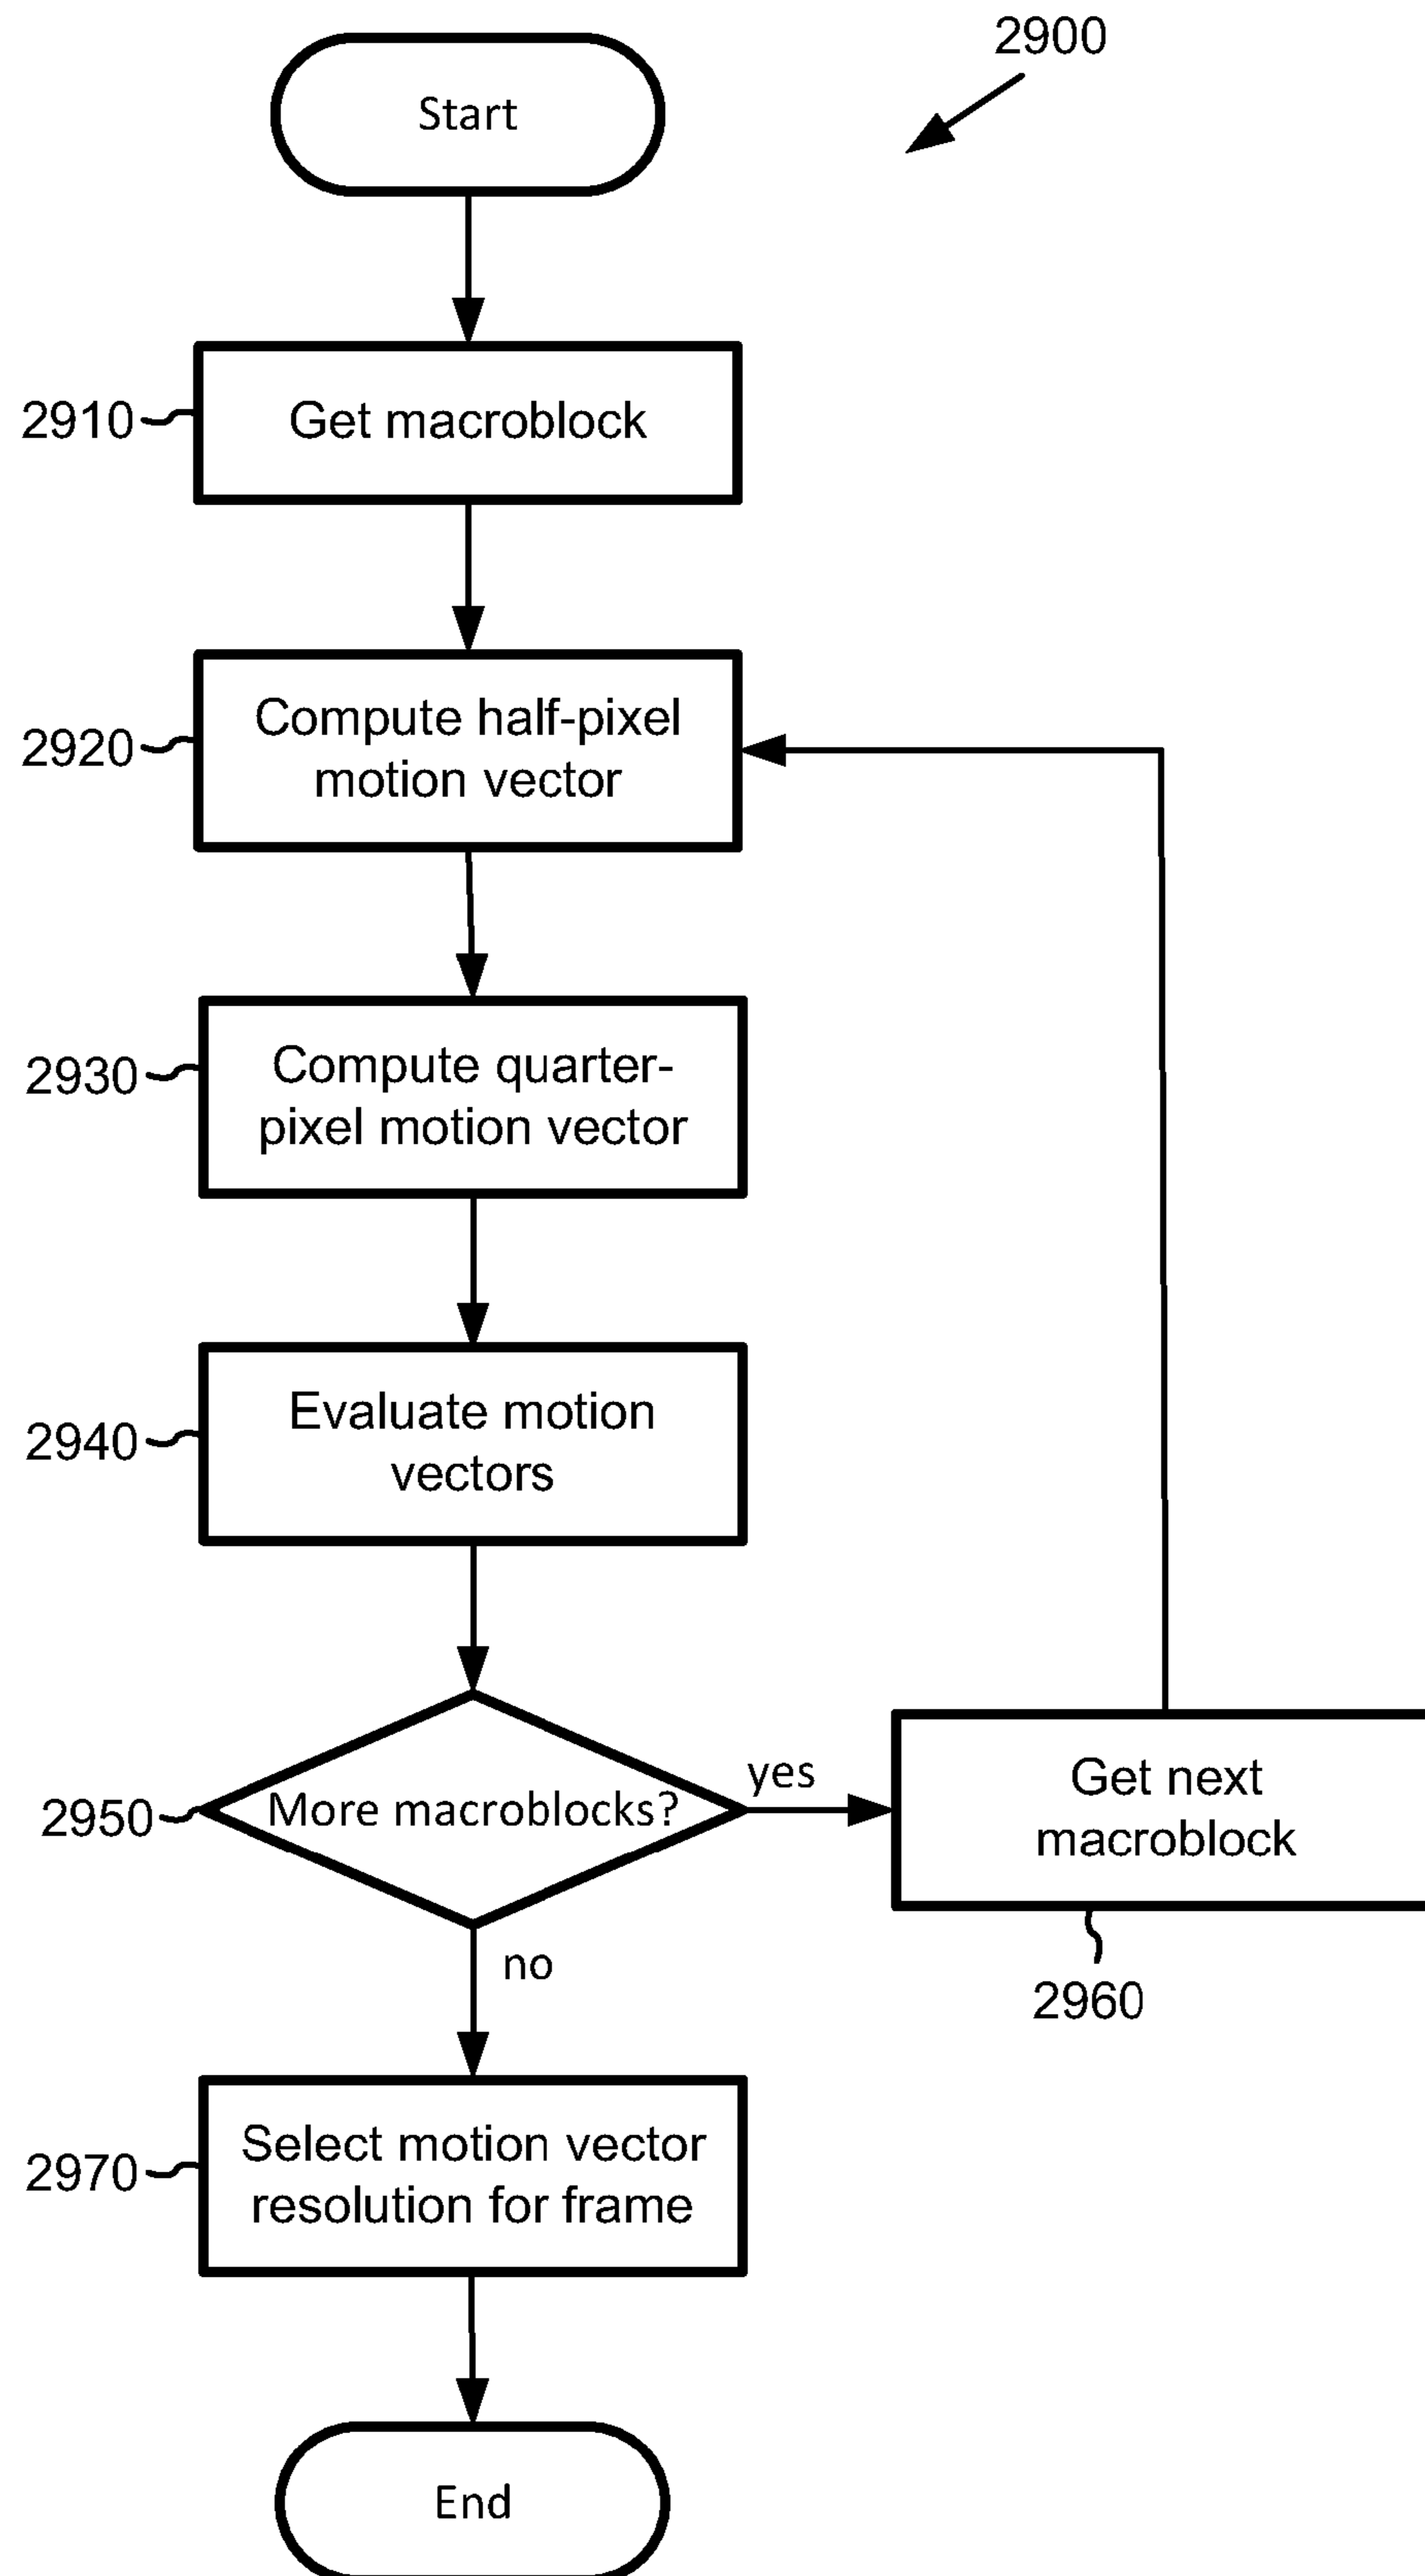 2900
Start
2910
Get macroblock
2920
Compute half-pixel
motion vector
2930
Compute quarter-
pixel motion vector
2940
Evaluate motion
vectors
2950
More macroblocks?
yes
Get next
macroblock
2960
no
2970
Select motion vector
resolution for frame
End